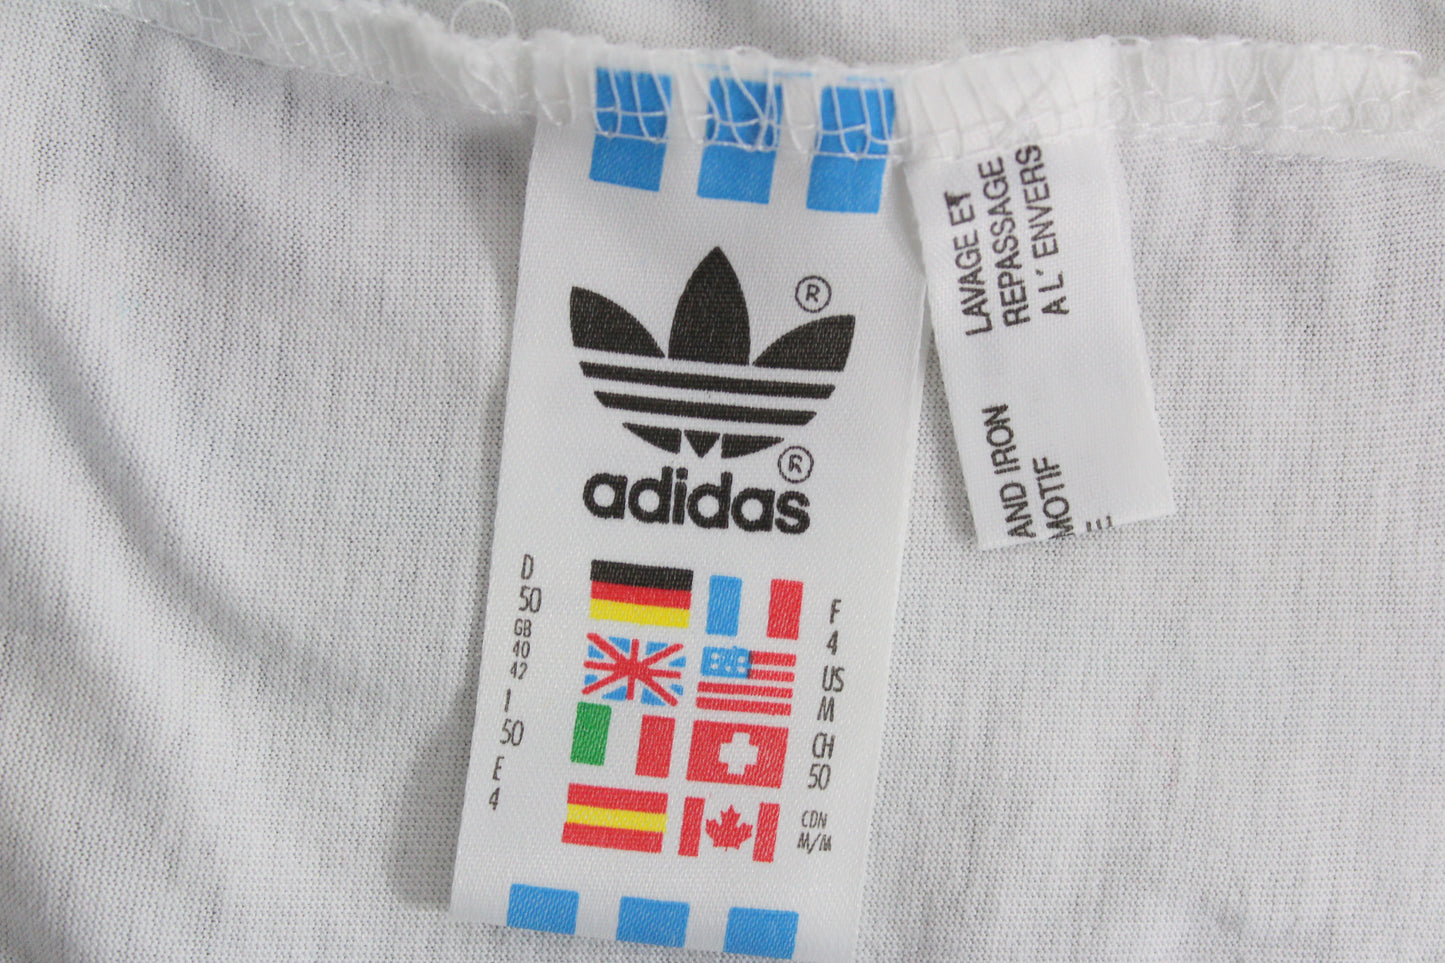 ®
®
adidas
D
50
GB
40
42
I
50
E
4
F
4
US
M
CH
50
CDN
M/M
LAVAGE ET
REPASSAGE
A L' ENVERS
AND IRON
MOTIF